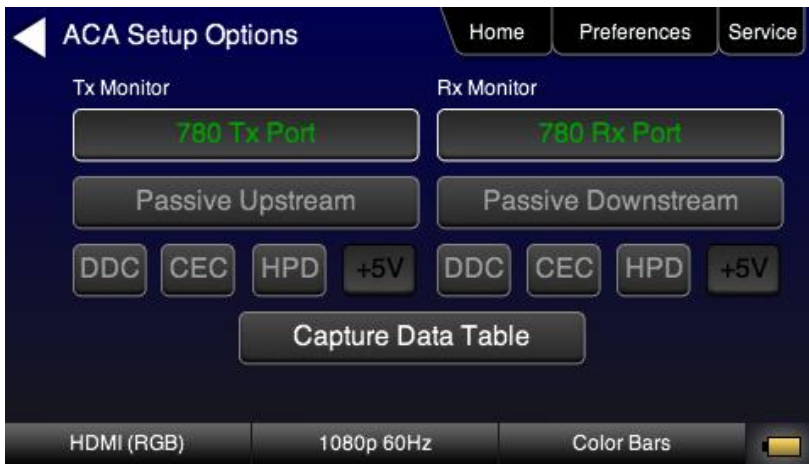 ACA Setup Options
Home
Preferences
Service
Tx Monitor
Rx Monitor
780 Tx Port
780 Rx Port
Passive Upstream
Passive Downstream
DDC
CEC
HPD
+5V
DDC
CEC
HPD
+5V
Capture Data Table
HDMI (RGB)
1080p 60Hz
Color Bars